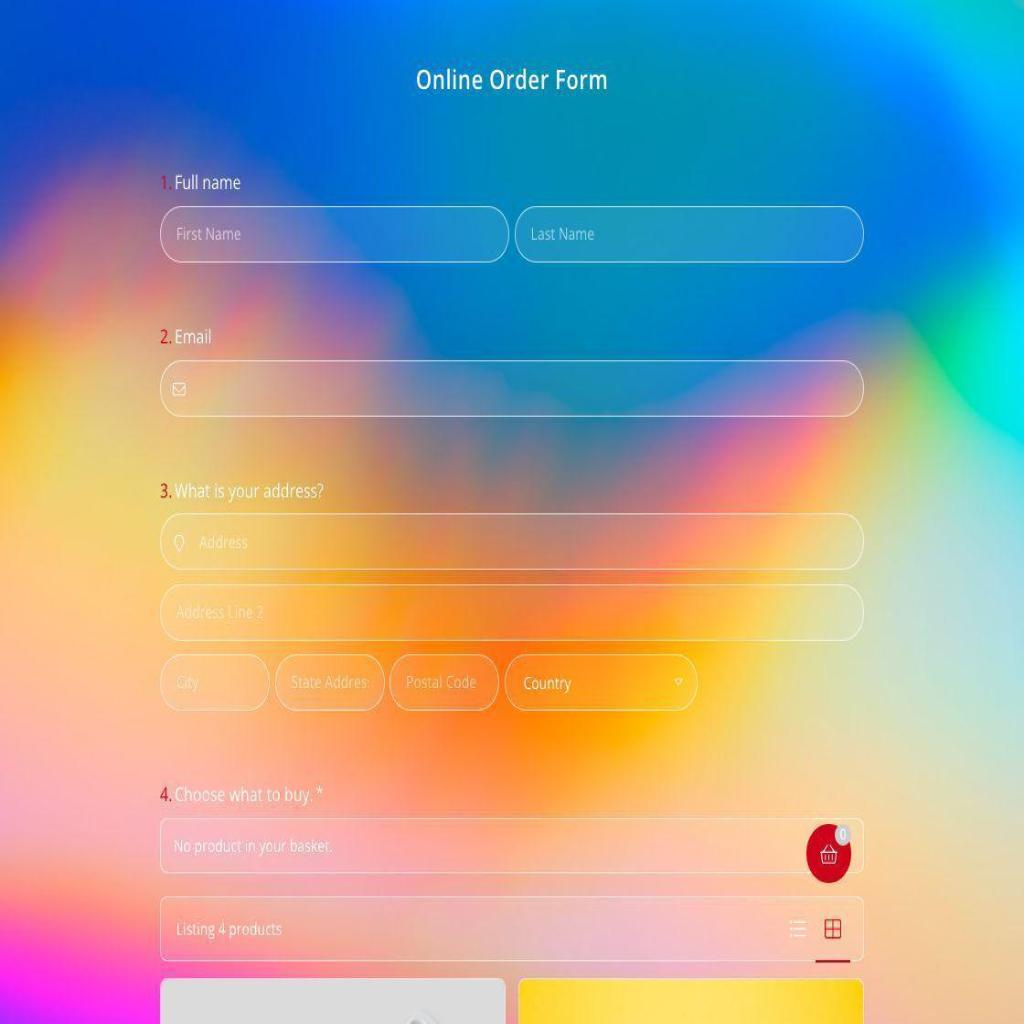 Online Order Form
1. Full name
First Name
Last Name
2. Email
3. What is your address?
Address
Address Line 2
City
State Addres
Postal Code
Country
4. Choose what to buy. *
No product in your basket.
0
Listing 4 products